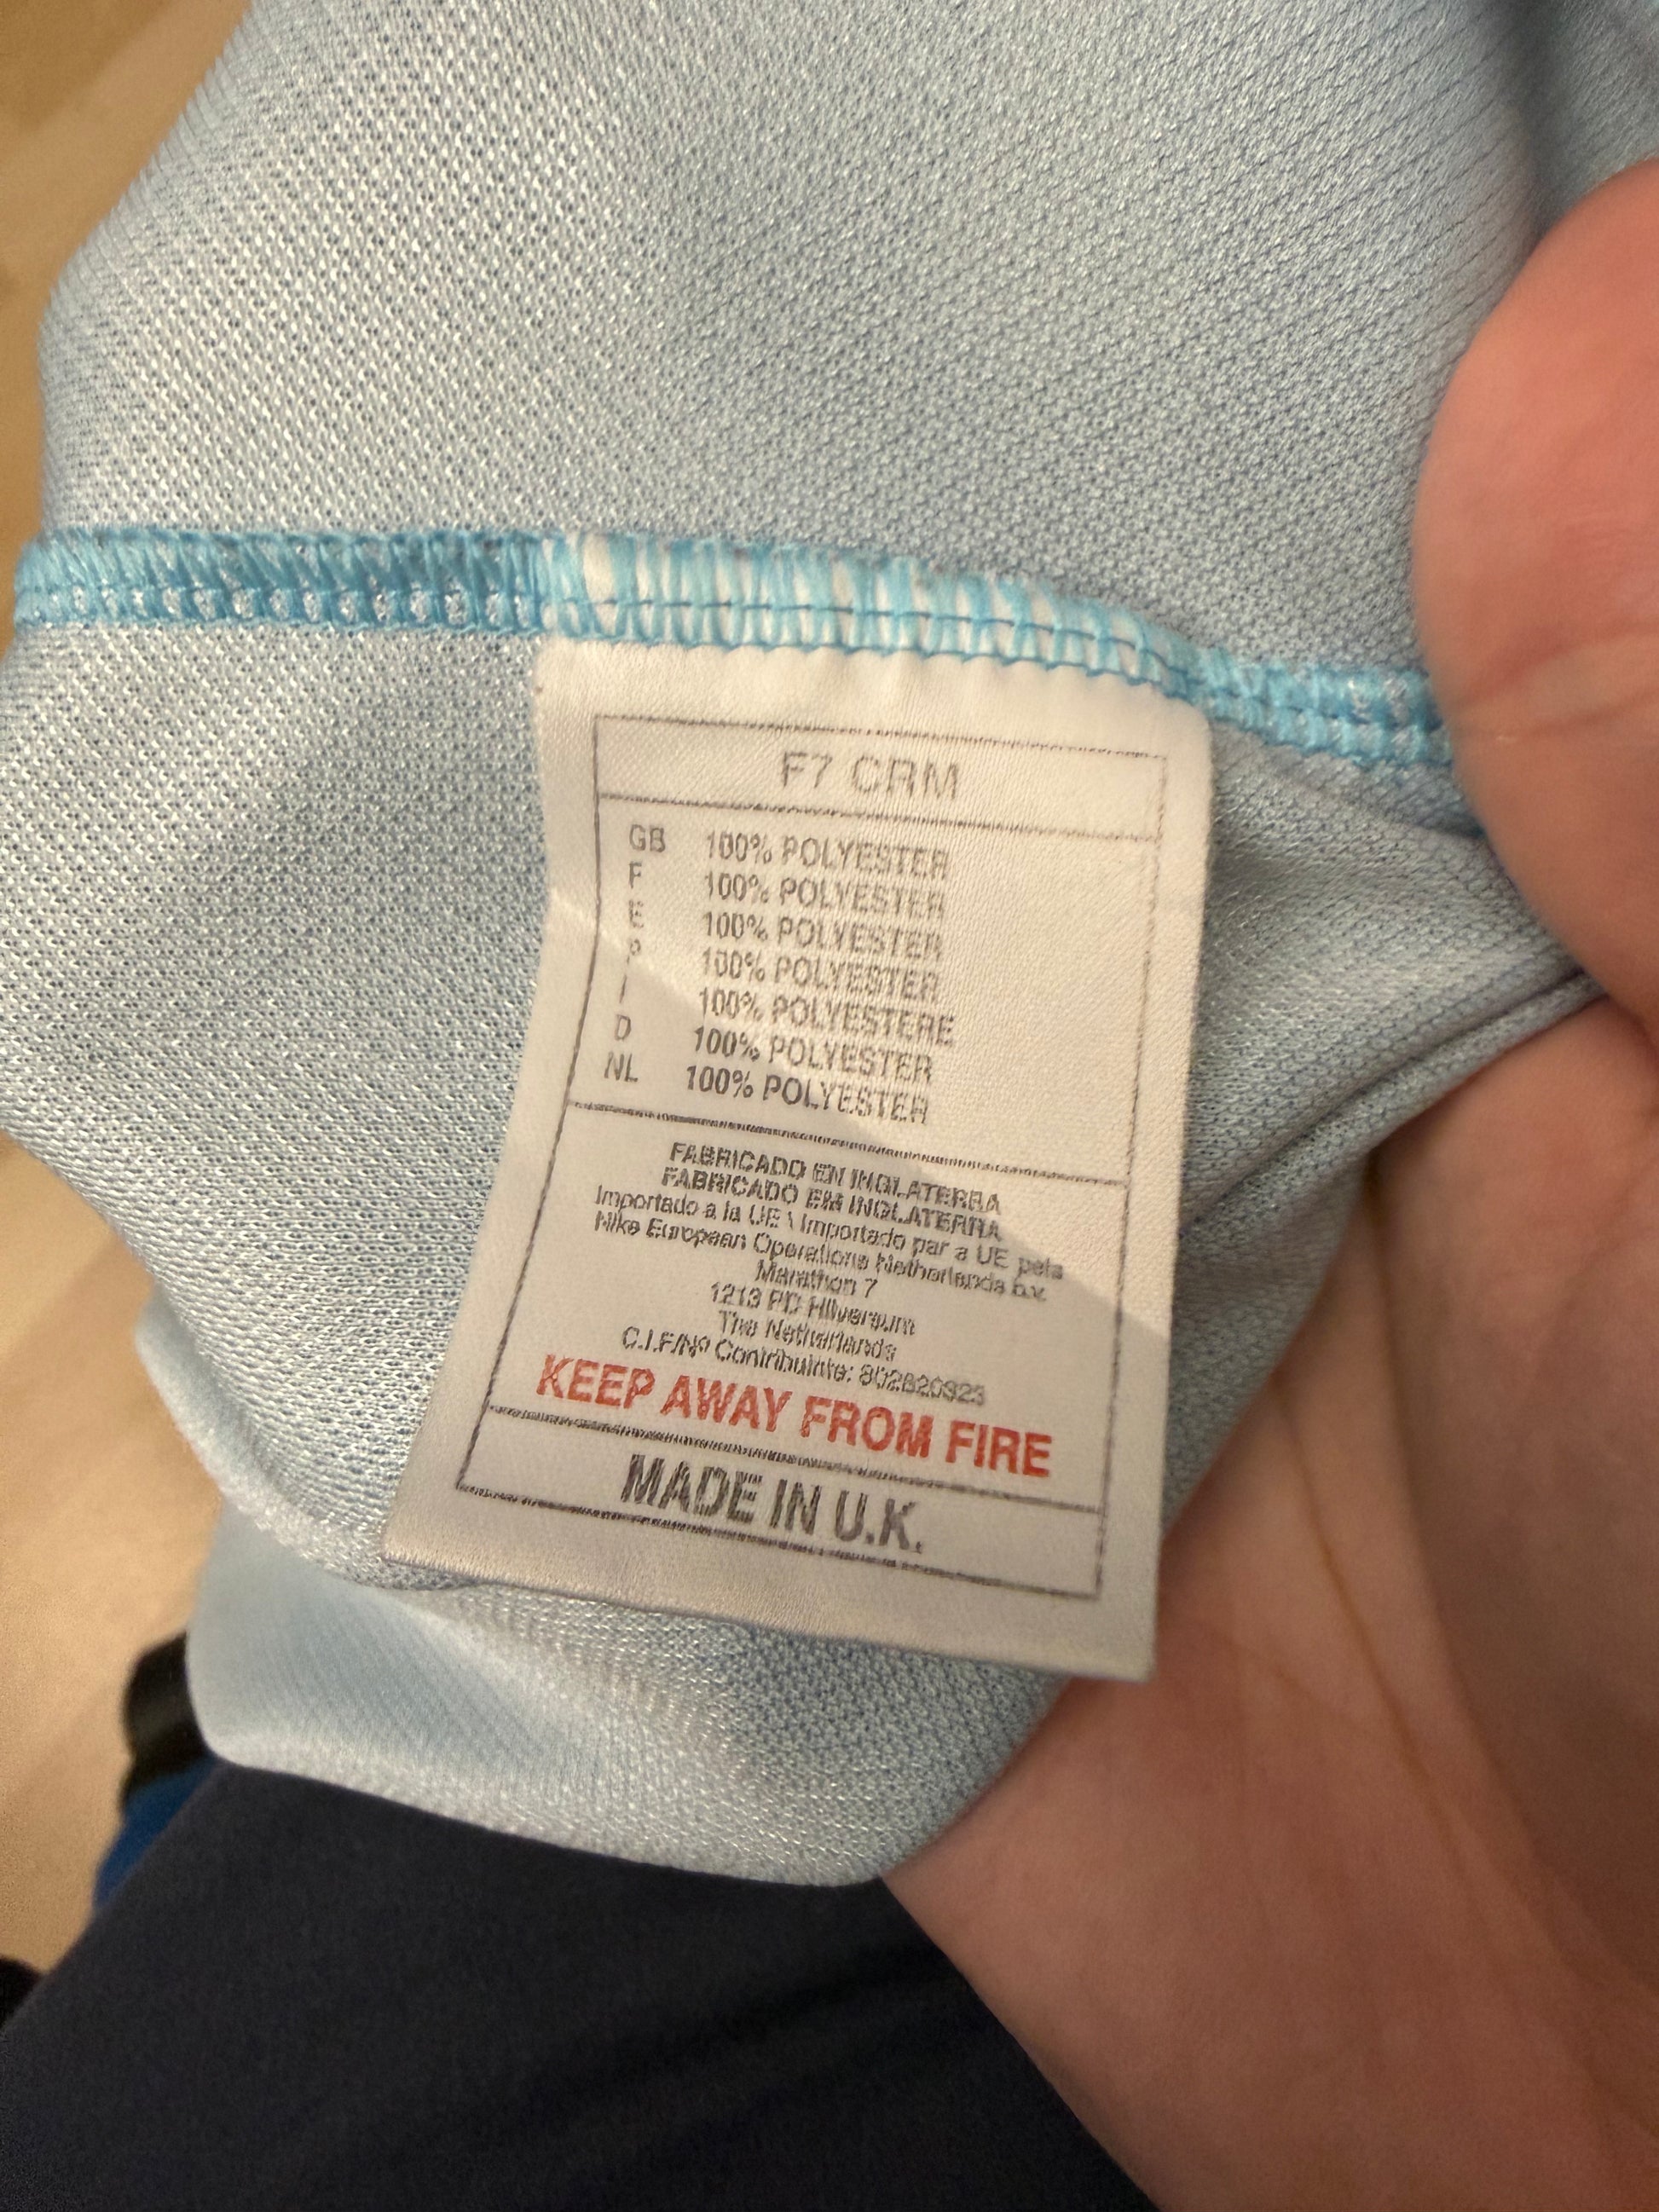 F7 CRM
GB 100% POLYESTER
F 100% POLYESTER
E 100% POLYESTER
P 100% POLYESTER
I 100% POLYESTERE
D 100% POLYESTER
NL 100% POLYESTER
FABRICADO EN INGLATERRA
FABRICADO EM INGLATERRA
Importado a la UE \ Importado par a UE pela
Nike European Operations Netherlands b.v.
Marathon 7
1213 PD Hilversum
The Netherlands
C.I.F/Nº Contribuinte:
KEEP AWAY FROM FIRE
MADE IN U.K.